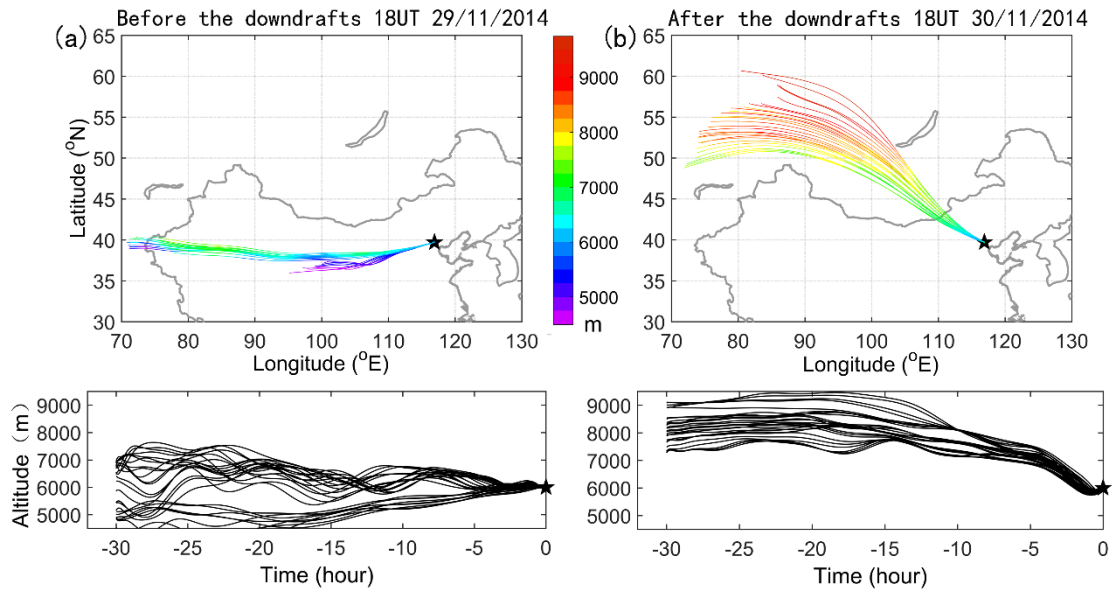 Before the downdrafts 18UT 29/11/2014
After the downdrafts 18UT 30/11/2014
(a)
(b)
65
60
55
50
45
40
35
30
Latitude (°N)
70 80 90 100 110 120 130
Longitude (°E)
9000
8000
7000
6000
5000
m
65
60
55
50
45
40
35
30
70 80 90 100 110 120 130
Longitude (°E)
Altitude (m)
9000
8000
7000
6000
5000
-30 -25 -20 -15 -10 -5 0
Time (hour)
9000
8000
7000
6000
5000
-30 -25 -20 -15 -10 -5 0
Time (hour)